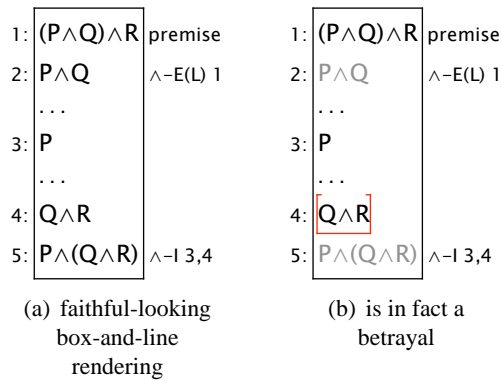 1: (P∧Q)∧R premise
2: P∧Q ∧-E(L) 1
...
3: P
...
4: Q∧R
5: P∧(Q∧R) ∧-I 3,4
(a) faithful-looking
box-and-line
rendering
1: (P∧Q)∧R premise
2: P∧Q ∧-E(L) 1
...
3: P
...
4: Q∧R
5: P∧(Q∧R) ∧-I 3,4
(b) is in fact a
betrayal